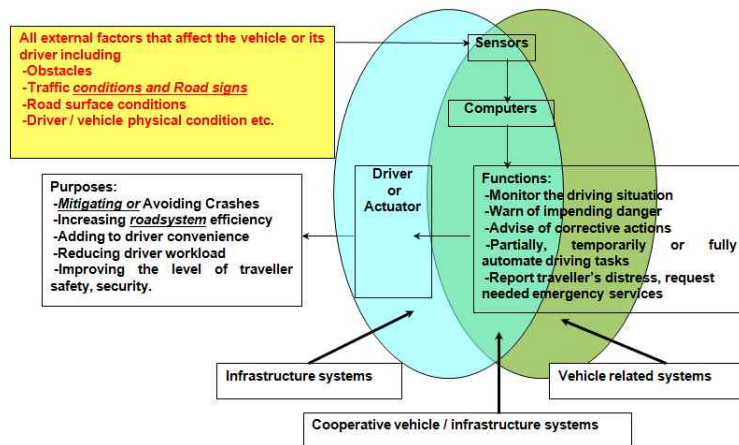 All external factors that affect the vehicle or its
driver including
-Obstacles
-Traffic conditions and Road signs
-Road surface conditions
-Driver / vehicle physical condition etc.
Sensors
Computers
Driver
or
Actuator
Functions:
-Monitor the driving situation
-Warn of impending danger
-Advise of corrective actions
-Partially, temporarily or fully
automate driving tasks
-Report traveller's distress, request
needed emergency services
Purposes:
-Mitigating or Avoiding Crashes
-Increasing roadsystem efficiency
-Adding to driver convenience
-Reducing driver workload
-Improving the level of traveller
safety, security.
Infrastructure systems
Vehicle related systems
Cooperative vehicle / infrastructure systems